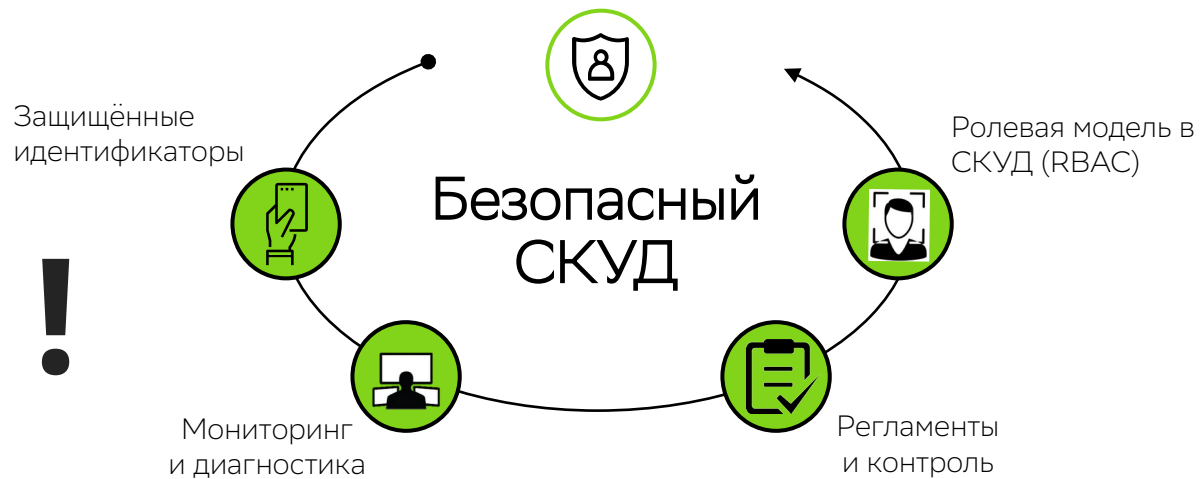 Защищённые
идентификаторы
Ролевая модель в
СКУД (RBAC)
Безопасный
СКУД
!
Мониторинг
и диагностика
Регламенты
и контроль